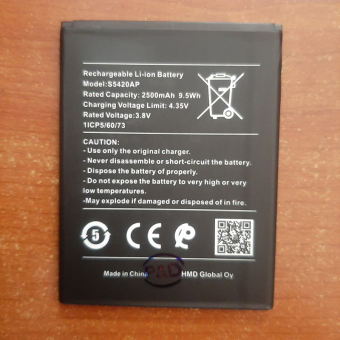 Rechargeable Li-ion Battery
Model:S5420AP
Rated Capacity: 2500mAh 9.5Wh
Charging Voltage Limit: 4.35V
Rated Voltage:3.8V
1ICP5/60/73
CAUTION:
- Use only the original charger.
- Never disassemble or short-circuit the battery.
- Dispose the battery of properly.
- Do not expose the battery to very high or very
low temperatures.
-May explode if damaged or disposed of in fire.
5
CE
Made in China
PAD
HMD Global Oy